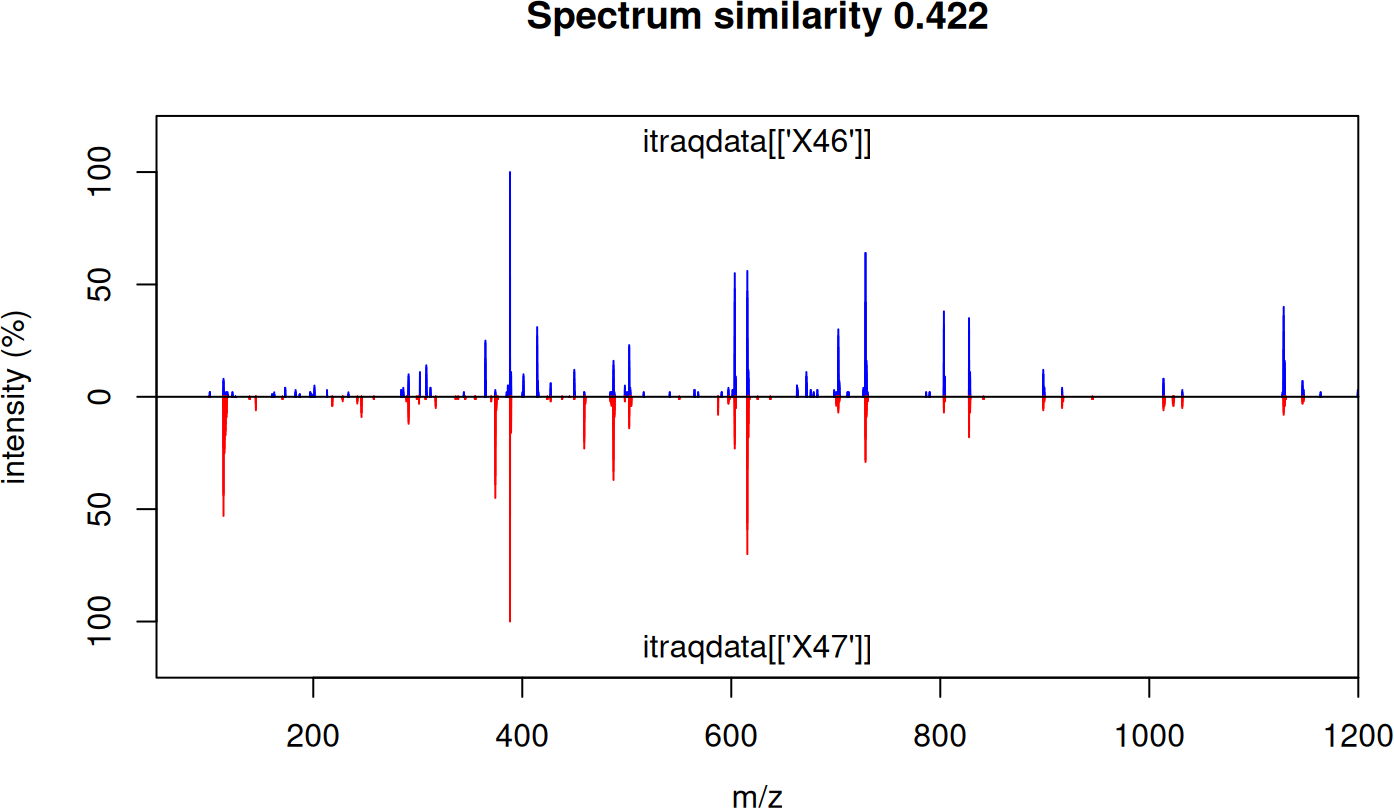 Spectrum similarity 0.422
itraqdata[['X46']]
100
50
0
50
100
intensity (%)
itraqdata[['X47']]
200 400 600 800 1000 1200
m/z